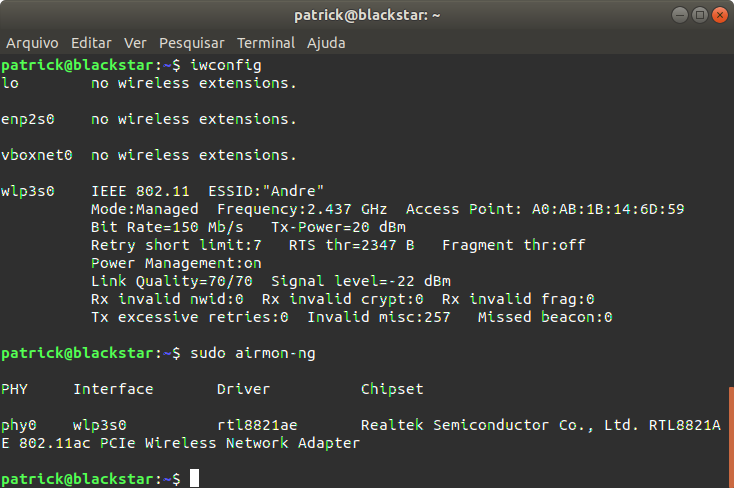 patrick@blackstar: ~
Arquivo Editar Ver Pesquisar Terminal Ajuda
patrick@blackstar:~$ iwconfig
lo        no wireless extensions.
enp2s0    no wireless extensions.
vboxnet0  no wireless extensions.
wlp3s0    IEEE 802.11  ESSID:"Andre"
          Mode:Managed  Frequency:2.437 GHz  Access Point: A0:AB:1B:14:6D:59
          Bit Rate=150 Mb/s   Tx-Power=20 dBm
          Retry short limit:7   RTS thr=2347 B   Fragment thr:off
          Power Management:on
          Link Quality=70/70  Signal level=-22 dBm
          Rx invalid nwid:0  Rx invalid crypt:0  Rx invalid frag:0
          Tx excessive retries:0  Invalid misc:257   Missed beacon:0
patrick@blackstar:~$ sudo airmon-ng
PHY     Interface       Driver          Chipset
phy0    wlp3s0          rtl8821ae       Realtek Semiconductor Co., Ltd. RTL8821A
E 802.11ac PCIe Wireless Network Adapter
patrick@blackstar:~$